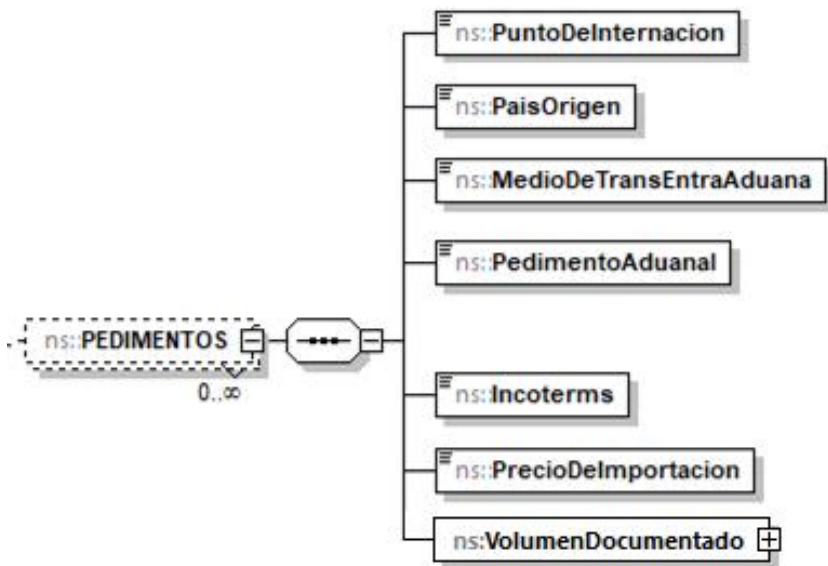 ns::PuntoDeInternacion
ns::PaisOrigen
ns::MedioDeTransEntraAduana
ns::PedimentoAduanal
ns::PEDIMENTOS
0..∞
ns::Incoterms
ns::PrecioDeImportacion
ns:VolumenDocumentado